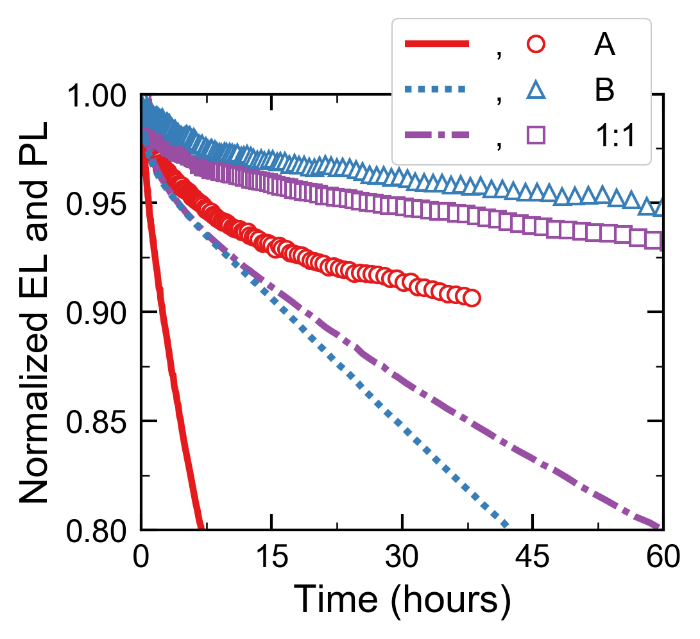 , A
, B
, 1:1
Normalized EL and PL
1.00
0.95
0.90
0.85
0.80
0 15 30 45 60
Time (hours)